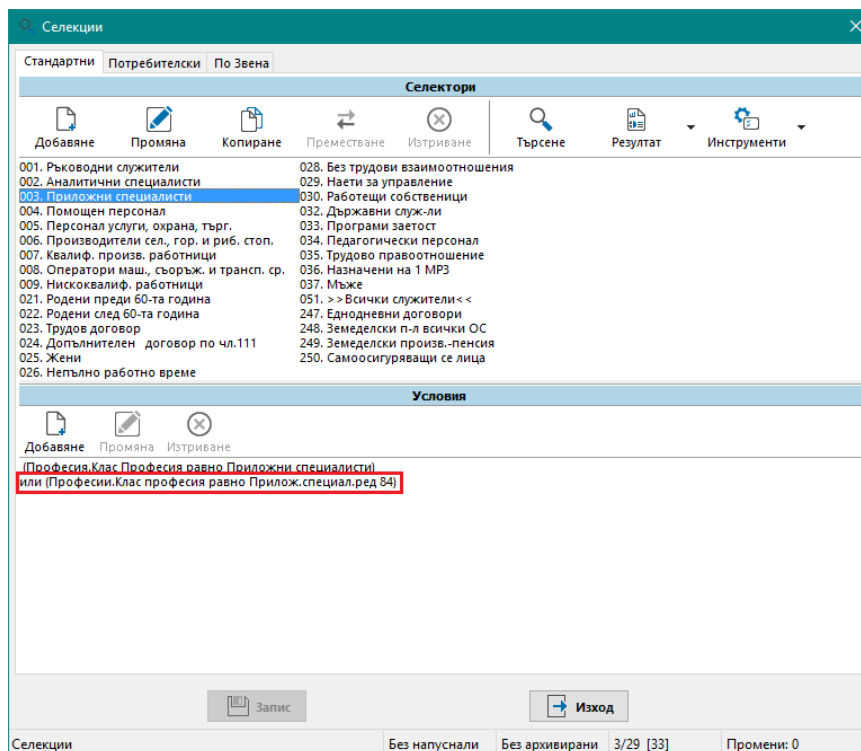 Селекции
Стандартни Потребителски По Звена
Селектори
Добавяне Промяна Копиране Преместване Изтриване Търсене Резултат Инструменти
001. Ръководни служители
002. Аналитични специалисти
003. Приложни специалисти
004. Помощен персонал
005. Персонал услуги, охрана, търг.
006. Производители сел., гор. и риб. стоп.
007. Квалиф. произв. работници
008. Оператори маш., съоръж. и трансп. ср.
009. Нискоквалиф. работници
021. Родени преди 60-та година
022. Родени след 60-та година
023. Трудов договор
024. Допълнителен договор по чл.111
025. Жени
026. Непълно работно време
028. Без трудови взаимоотношения
029. Наети за управление
030. Работещи собственици
032. Държавни служ-ли
033. Програми заетост
034. Педагогически персонал
035. Трудово правоотношение
036. Назначени на 1 МРЗ
037. Мъже
051. >>Всички служители<<
247. Еднодневни договори
248. Земеделски п-л всички ОС
249. Земеделски произв.-пенсия
250. Самоосигуряващи се лица
Условия
Добавяне Промяна Изтриване
(Професия.Клас Професия равно Приложни специалисти)
или (Професии.Клас професия равно Прилож.специал.ред 84)
Запис Изход
Селекции Без напуснали Без архивирани 3/29 [33] Промени: 0